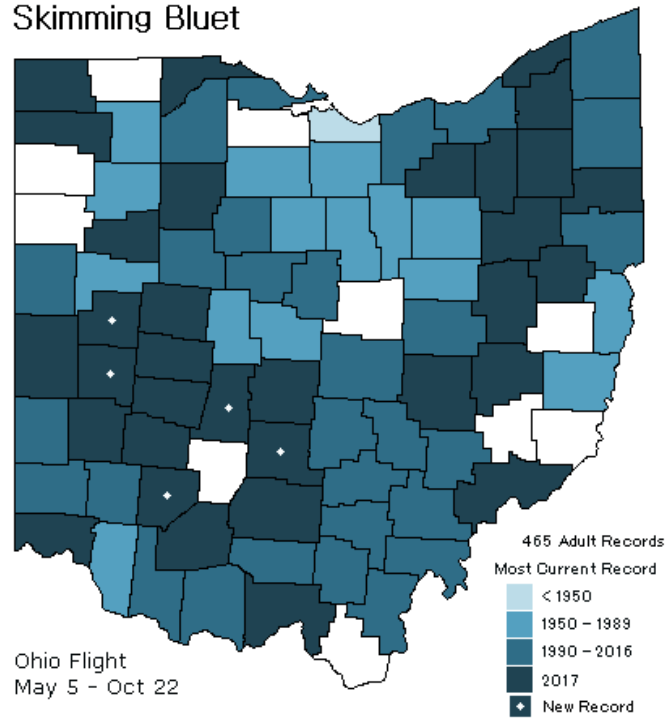 Skimming Bluet
465 Adult Records
Most Current Record
< 1950
1950 - 1989
1990 - 2016
2017
New Record
Ohio Flight
May 5 - Oct 22